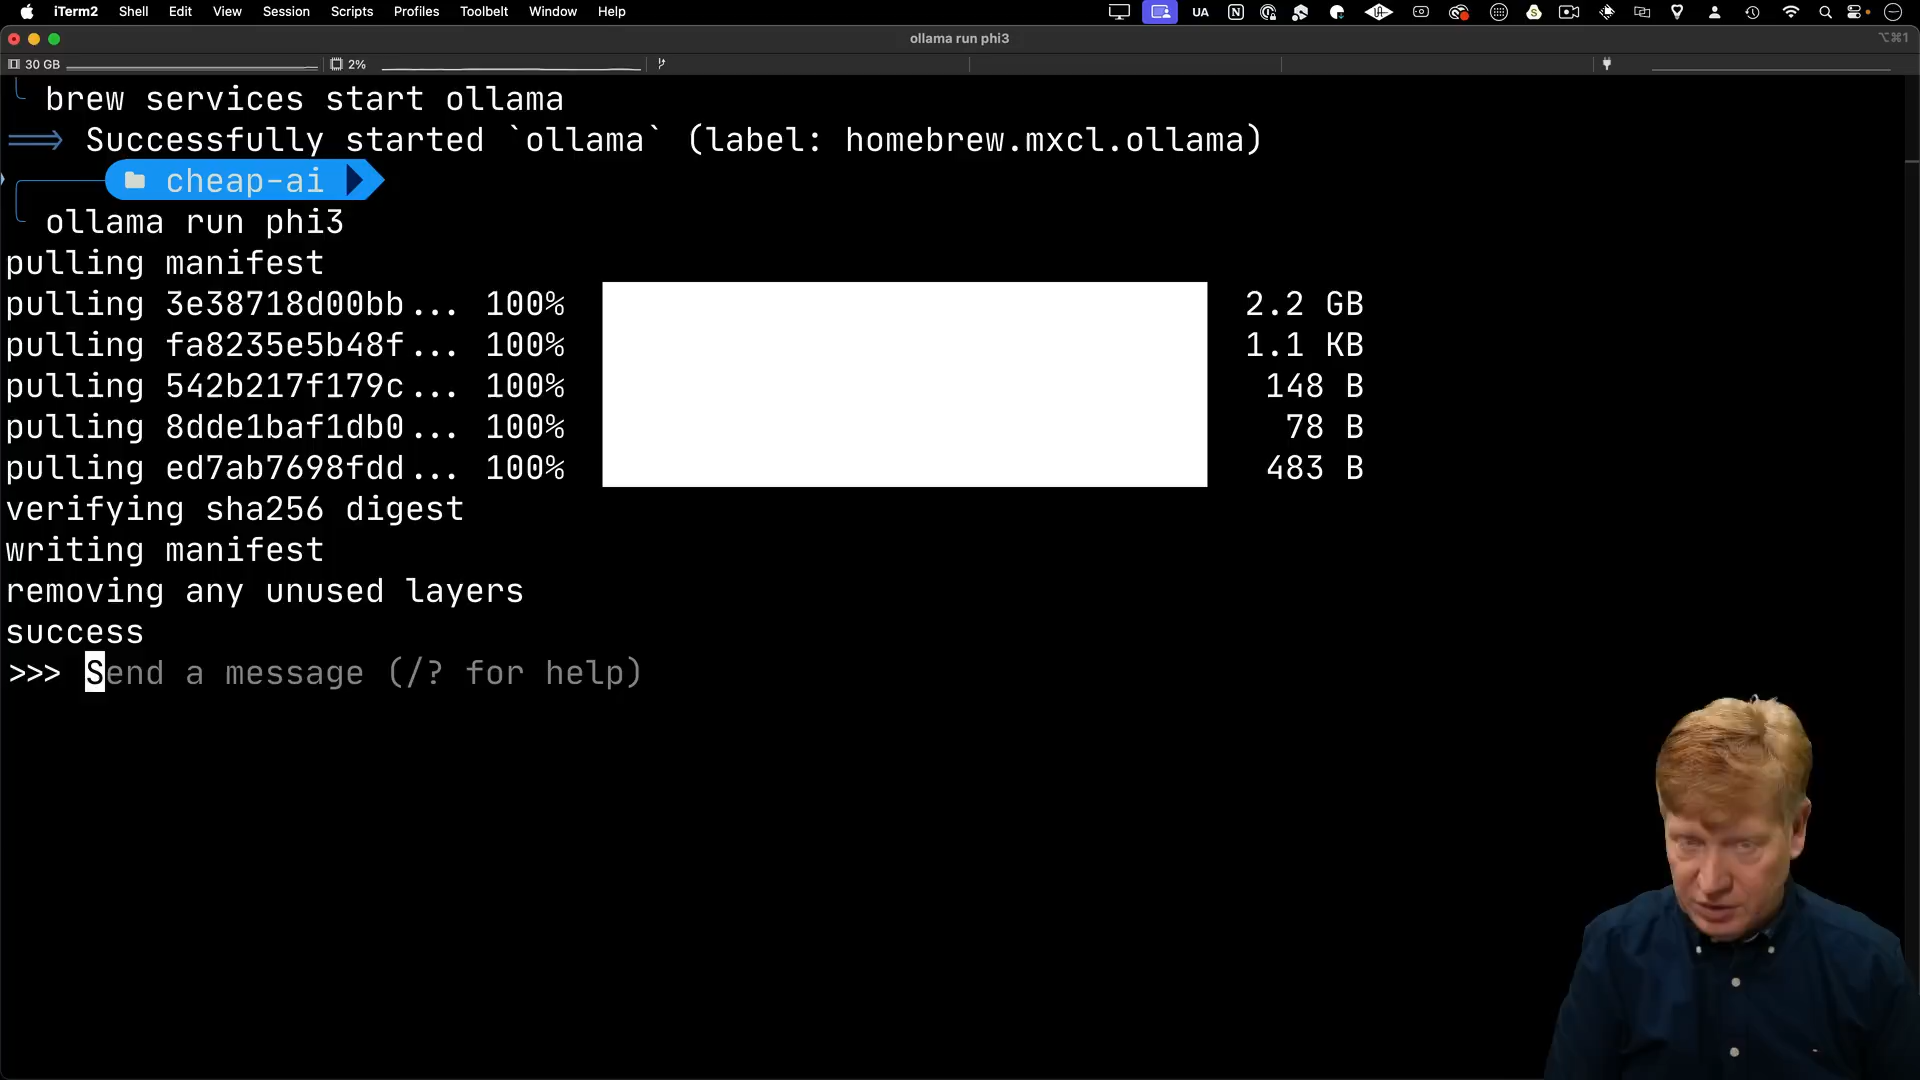 iTerm2 Shell Edit View Session Scripts Profiles Toolbelt Window Help
UA
ollama run phi3
⌥⌘1
30 GB 2%
brew services start ollama
==> Successfully started `ollama` (label: homebrew.mxcl.ollama)
cheap-ai
ollama run phi3
pulling manifest
pulling 3e38718d00bb... 100% 2.2 GB
pulling fa8235e5b48f... 100% 1.1 KB
pulling 542b217f179c... 100% 148 B
pulling 8dde1baf1db0... 100% 78 B
pulling ed7ab7698fdd... 100% 483 B
verifying sha256 digest
writing manifest
removing any unused layers
success
>>> Send a message (/? for help)